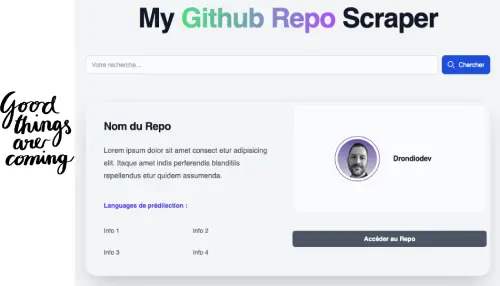 My Github Repo Scraper
Votre recherche...
Chercher
Good
things
are
coming
Nom du Repo
Lorem ipsum dolor sit amet consect etur adipisicing
elit. Itaque amet indis perferendis blanditiis
repellendus etur quidem assumenda.
Languages de prédilection :
Info 1
Info 2
Info 3
Info 4
Drondiodev
Accéder au Repo